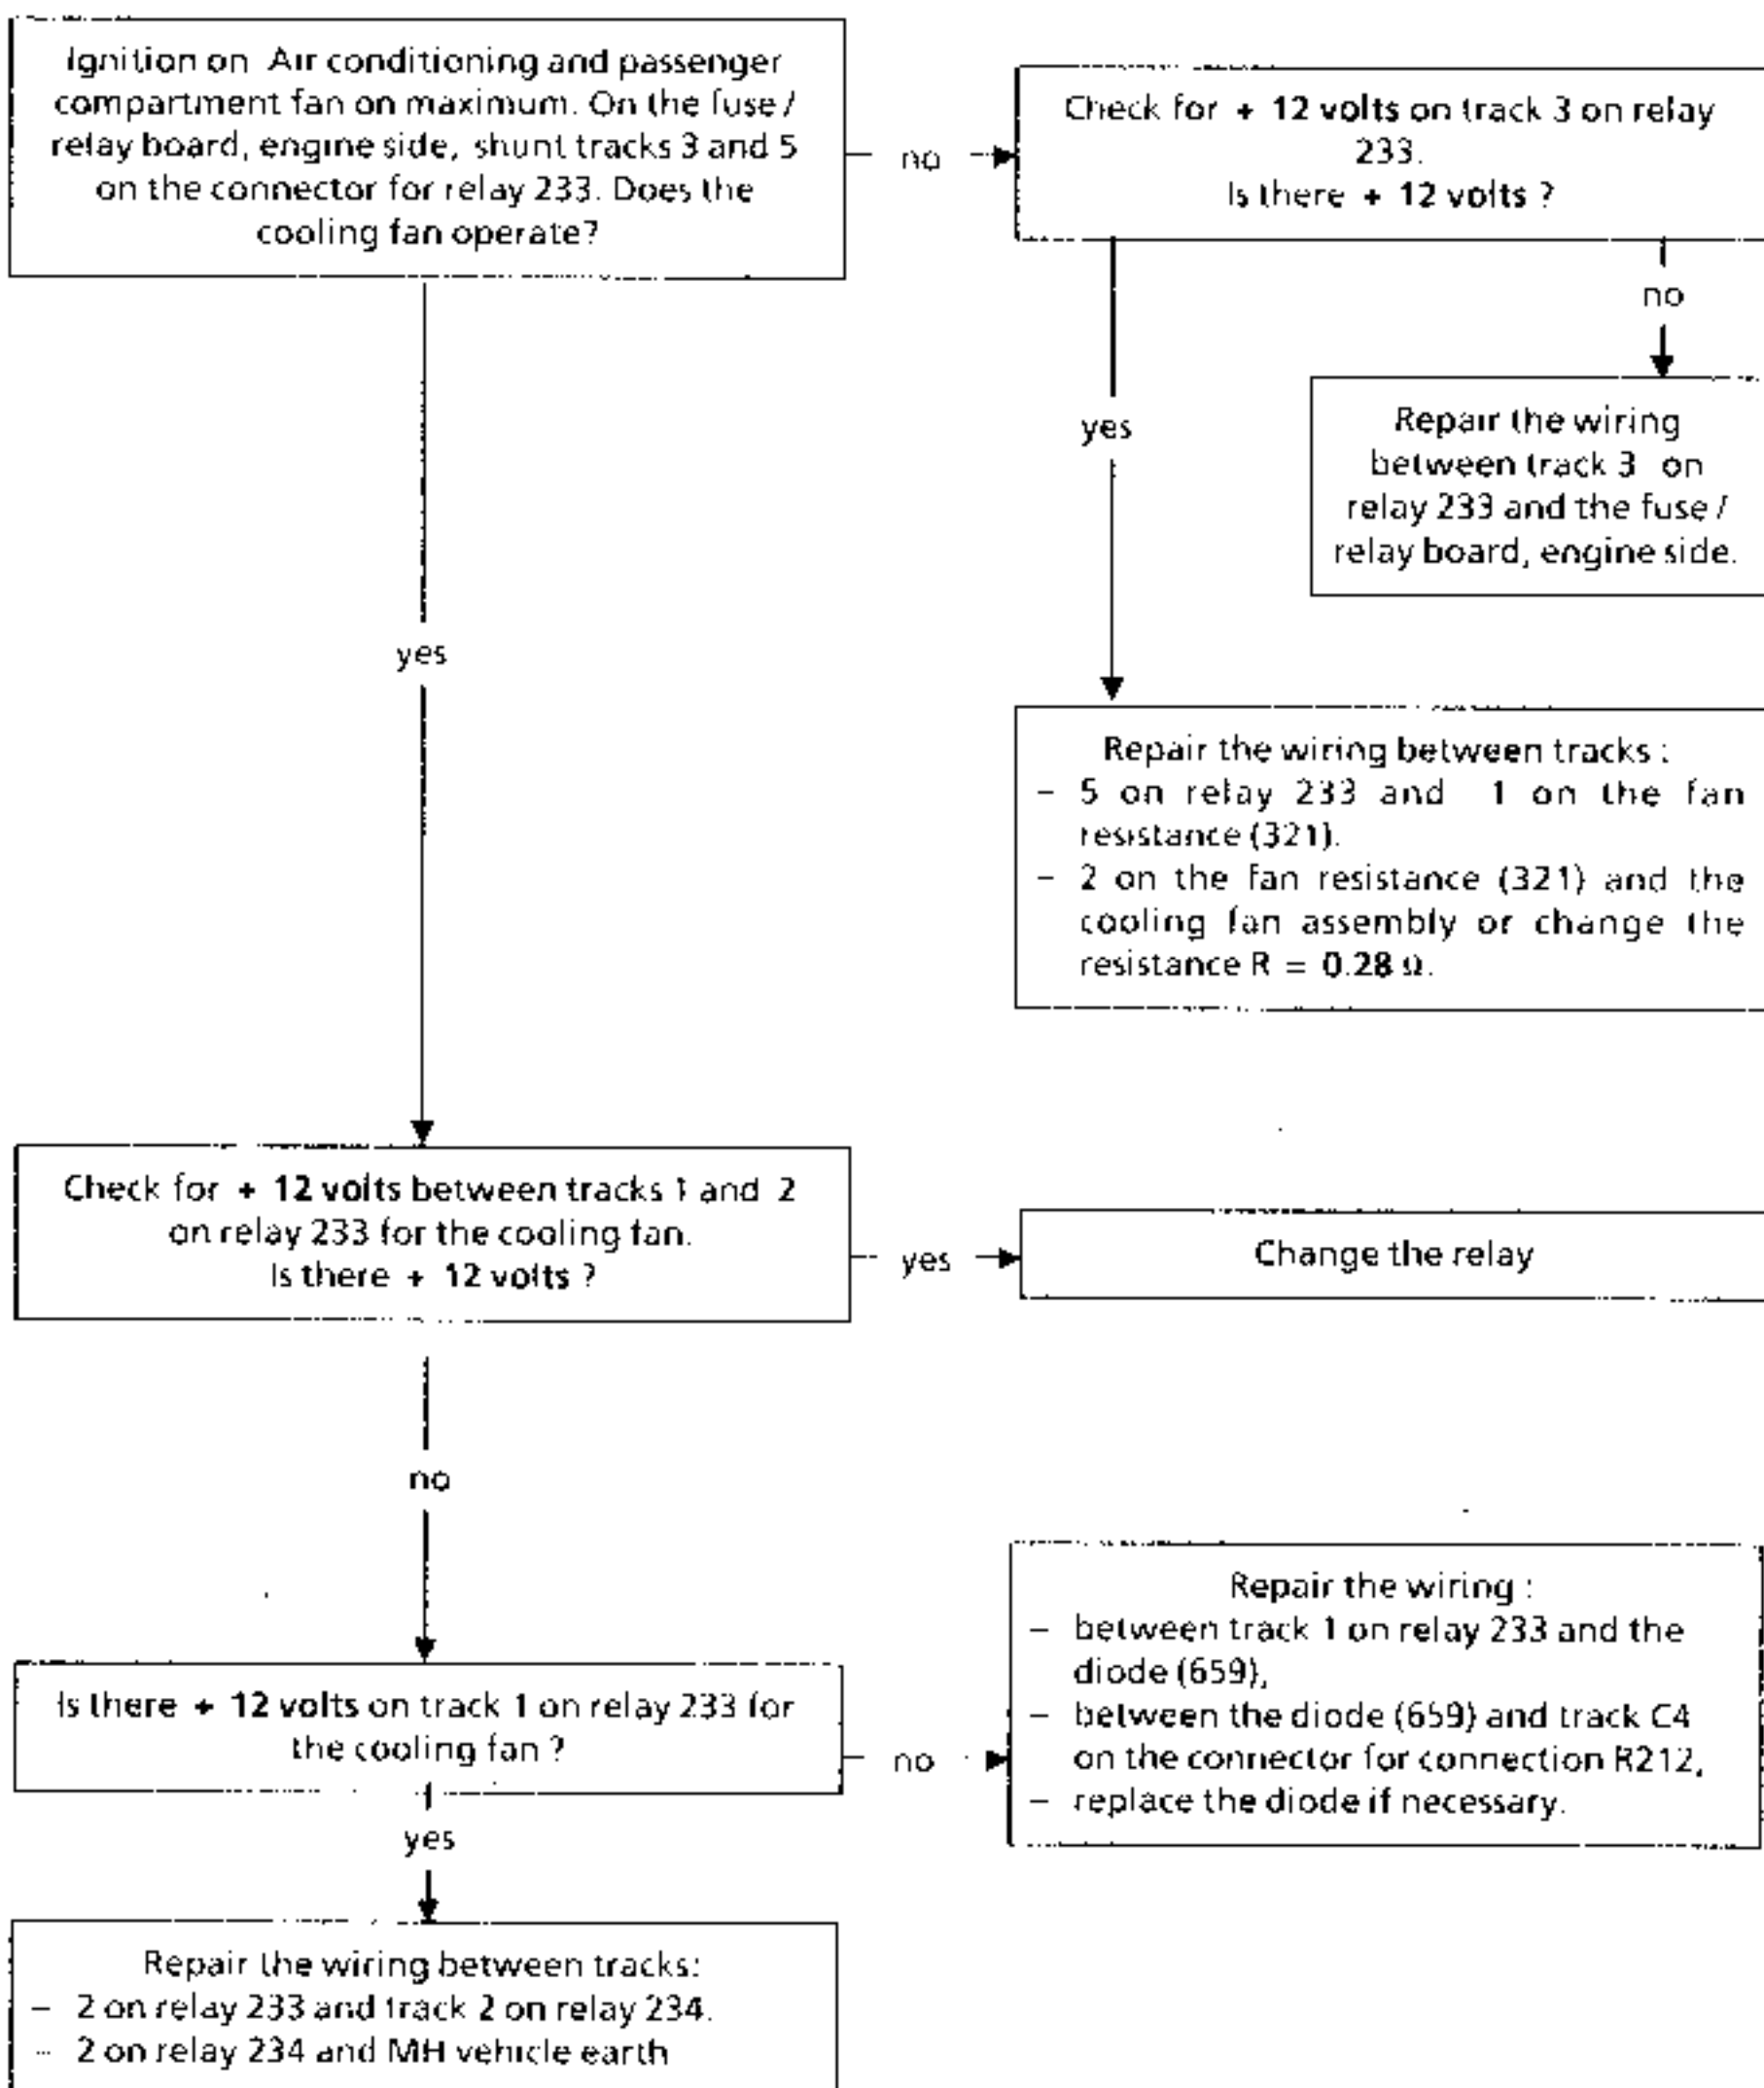 Ignition on Air conditioning and passenger
compartment fan on maximum. On the fuse /
relay board, engine side, shunt tracks 3 and 5
on the connector for relay 233. Does the
cooling fan operate?
no
Check for + 12 volts on track 3 on relay
233.
Is there + 12 volts ?
no
yes
Repair the wiring
between track 3 on
relay 233 and the fuse /
relay board, engine side.
yes
Repair the wiring between tracks :
– 5 on relay 233 and 1 on the fan
resistance (321).
– 2 on the fan resistance (321) and the
cooling fan assembly or change the
resistance R = 0.28 Ω.
Check for + 12 volts between tracks 1 and 2
on relay 233 for the cooling fan.
Is there + 12 volts ?
yes
Change the relay
no
Is there + 12 volts on track 1 on relay 233 for
the cooling fan ?
no
Repair the wiring :
– between track 1 on relay 233 and the
diode (659),
– between the diode (659) and track C4
on the connector for connection R212,
– replace the diode if necessary.
yes
Repair the wiring between tracks:
– 2 on relay 233 and track 2 on relay 234.
– 2 on relay 234 and MH vehicle earth